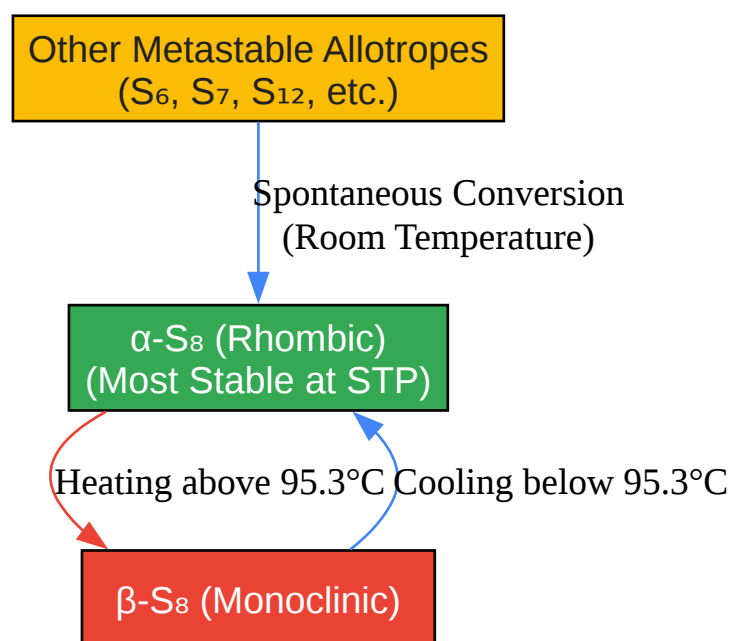 Other Metastable Allotropes
(S₆, S₇, S₁₂, etc.)
Spontaneous Conversion
(Room Temperature)
α-S₈ (Rhombic)
(Most Stable at STP)
Heating above 95.3°C
Cooling below 95.3°C
β-S₈ (Monoclinic)